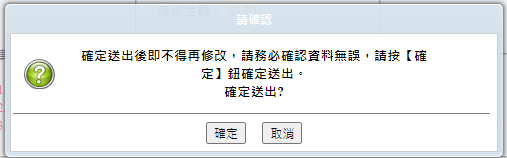 請確認
確定送出後即不得再修改，請務必確認資料無誤，請按【確
定】鈕確定送出。
確定送出?
確定
取消